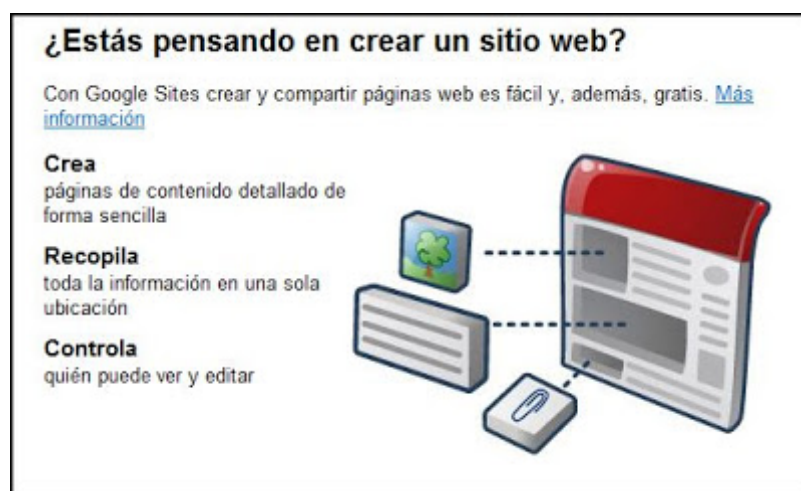 ¿Estás pensando en crear un sitio web?
Con Google Sites crear y compartir páginas web es fácil y, además, gratis. Más
información
Crea
páginas de contenido detallado de
forma sencilla
Recopila
toda la información en una sola
ubicación
Controla
quién puede ver y editar